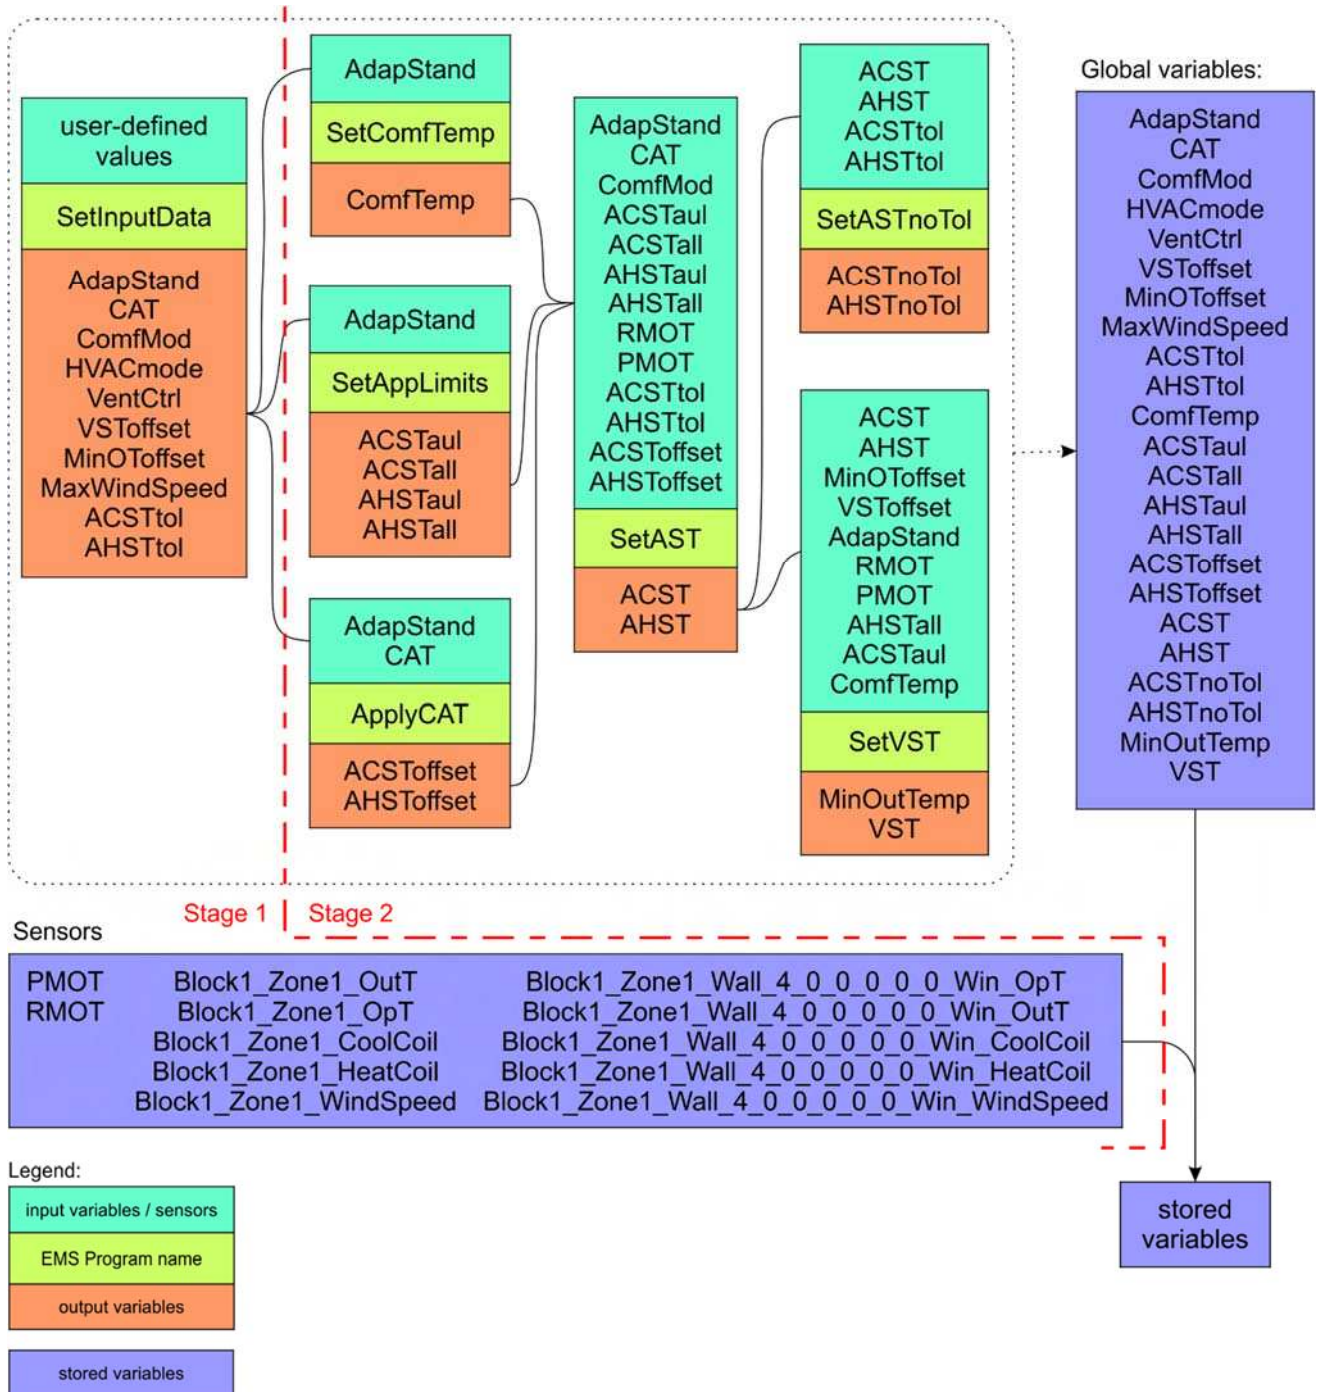 user-defined
values
SetInputData
AdapStand
CAT
ComfMod
HVACmode
VentCtrl
VSToffset
MinOToffset
MaxWindSpeed
ACSTtol
AHSTtol
AdapStand
SetComfTemp
ComfTemp
AdapStand
SetAppLimits
ACSTaul
ACSTall
AHSTaul
AHSTall
AdapStand
CAT
ApplyCAT
ACSToffset
AHSToffset
AdapStand
CAT
ComfMod
ACSTaul
ACSTall
AHSTaul
AHSTall
RMOT
PMOT
ACSTtol
AHSTtol
ACSToffset
AHSToffset
SetAST
ACST
AHST
ACST
AHST
ACSTtol
AHSTtol
SetASTnoTol
ACSTnoTol
AHSTnoTol
ACST
AHST
MinOToffset
VSToffset
AdapStand
RMOT
PMOT
AHSTall
ACSTaul
ComfTemp
SetVST
MinOutTemp
VST
Global variables:
AdapStand
CAT
ComfMod
HVACmode
VentCtrl
VSToffset
MinOToffset
MaxWindSpeed
ACSTtol
AHSTtol
ComfTemp
ACSTaul
ACSTall
AHSTaul
AHSTall
ACSToffset
AHSToffset
ACST
AHST
ACSTnoTol
AHSTnoTol
MinOutTemp
VST
Stage 1
Stage 2
Sensors
PMOT Block1_Zone1_OutT Block1_Zone1_Wall_4_0_0_0_0_0_Win_OpT
RMOT Block1_Zone1_OpT Block1_Zone1_Wall_4_0_0_0_0_0_Win_OutT
Block1_Zone1_CoolCoil Block1_Zone1_Wall_4_0_0_0_0_0_Win_CoolCoil
Block1_Zone1_HeatCoil Block1_Zone1_Wall_4_0_0_0_0_0_Win_HeatCoil
Block1_Zone1_WindSpeed Block1_Zone1_Wall_4_0_0_0_0_0_Win_WindSpeed
stored
variables
Legend:
input variables / sensors
EMS Program name
output variables
stored variables